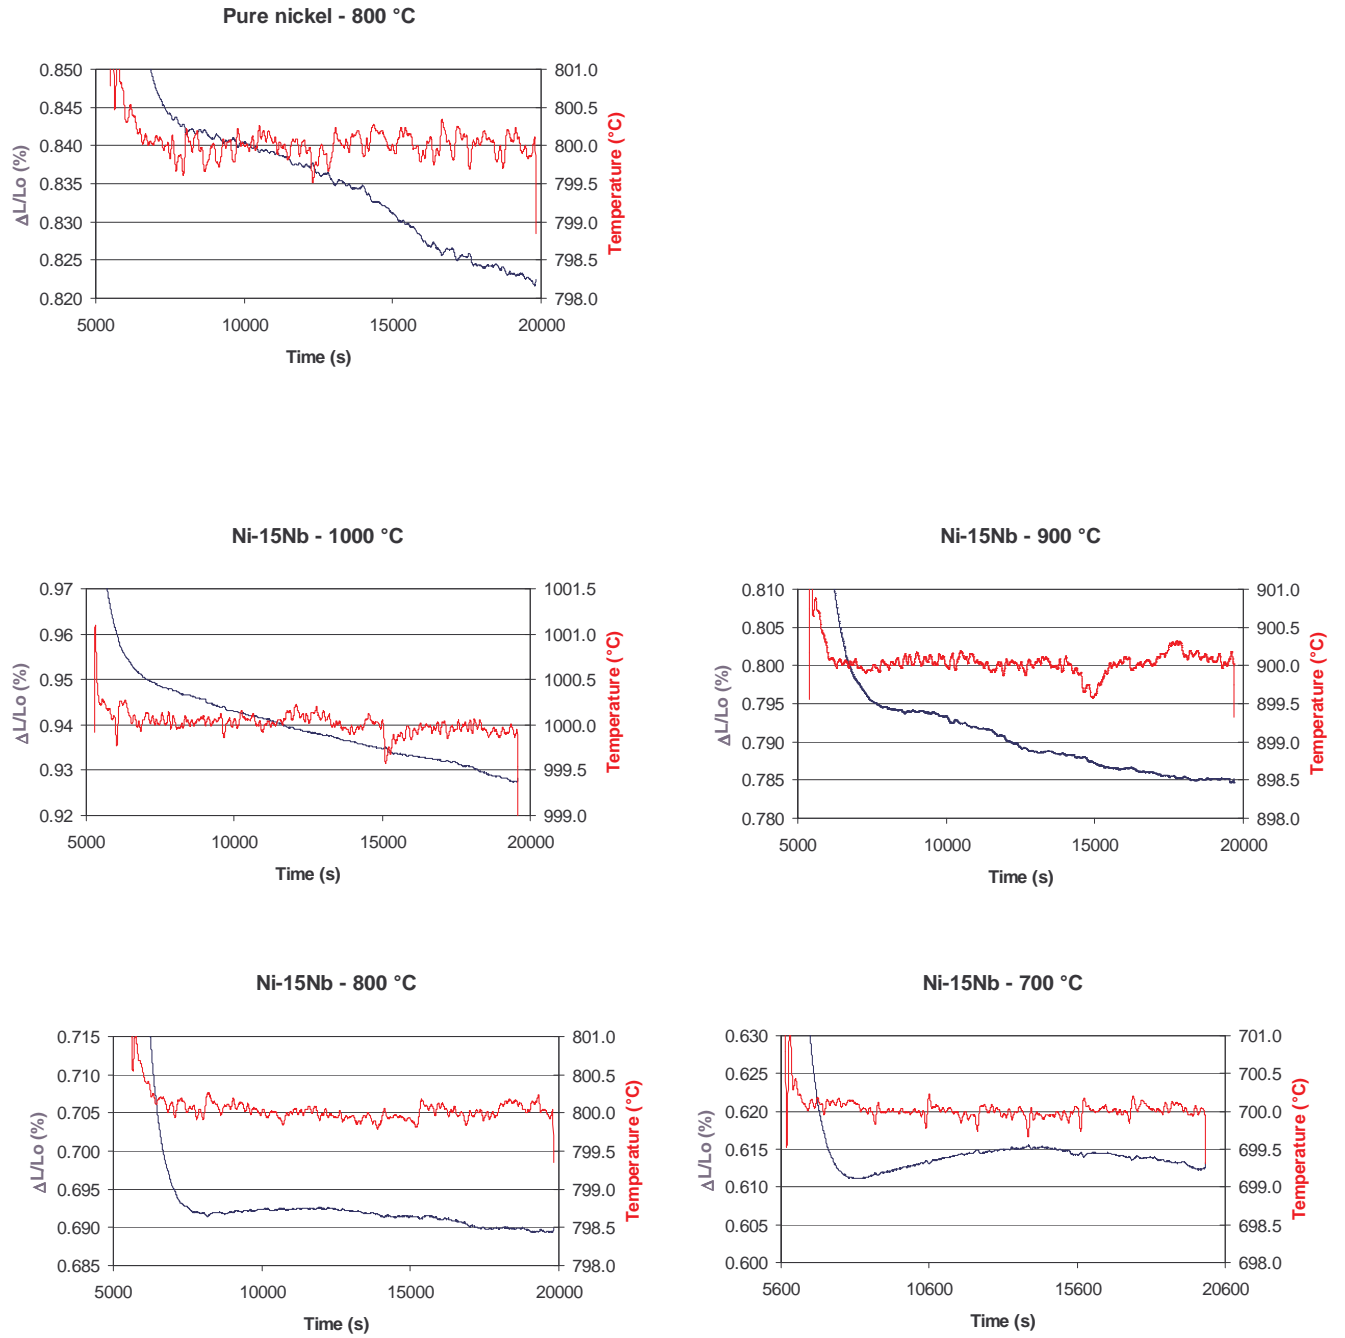 Pure nickel - 800 °C
0.850
0.845
0.840
0.835
0.830
0.825
0.820
ΔL/Lo (%)
801.0
800.5
800.0
799.5
799.0
798.5
798.0
Temperature (°C)
5000 10000 15000 20000
Time (s)
Ni-15Nb - 1000 °C
0.97
0.96
0.95
0.94
0.93
0.92
ΔL/Lo (%)
1001.5
1001.0
1000.5
1000.0
999.5
999.0
Temperature (°C)
5000 10000 15000 20000
Time (s)
Ni-15Nb - 900 °C
0.810
0.805
0.800
0.795
0.790
0.785
0.780
ΔL/Lo (%)
901.0
900.5
900.0
899.5
899.0
898.5
898.0
Temperature (°C)
5000 10000 15000 20000
Time (s)
Ni-15Nb - 800 °C
0.715
0.710
0.705
0.700
0.695
0.690
0.685
ΔL/Lo (%)
801.0
800.5
800.0
799.5
799.0
798.5
798.0
Temperature (°C)
5000 10000 15000 20000
Time (s)
Ni-15Nb - 700 °C
0.630
0.625
0.620
0.615
0.610
0.605
0.600
ΔL/Lo (%)
701.0
700.5
700.0
699.5
699.0
698.5
698.0
Temperature (°C)
5600 10600 15600 20600
Time (s)